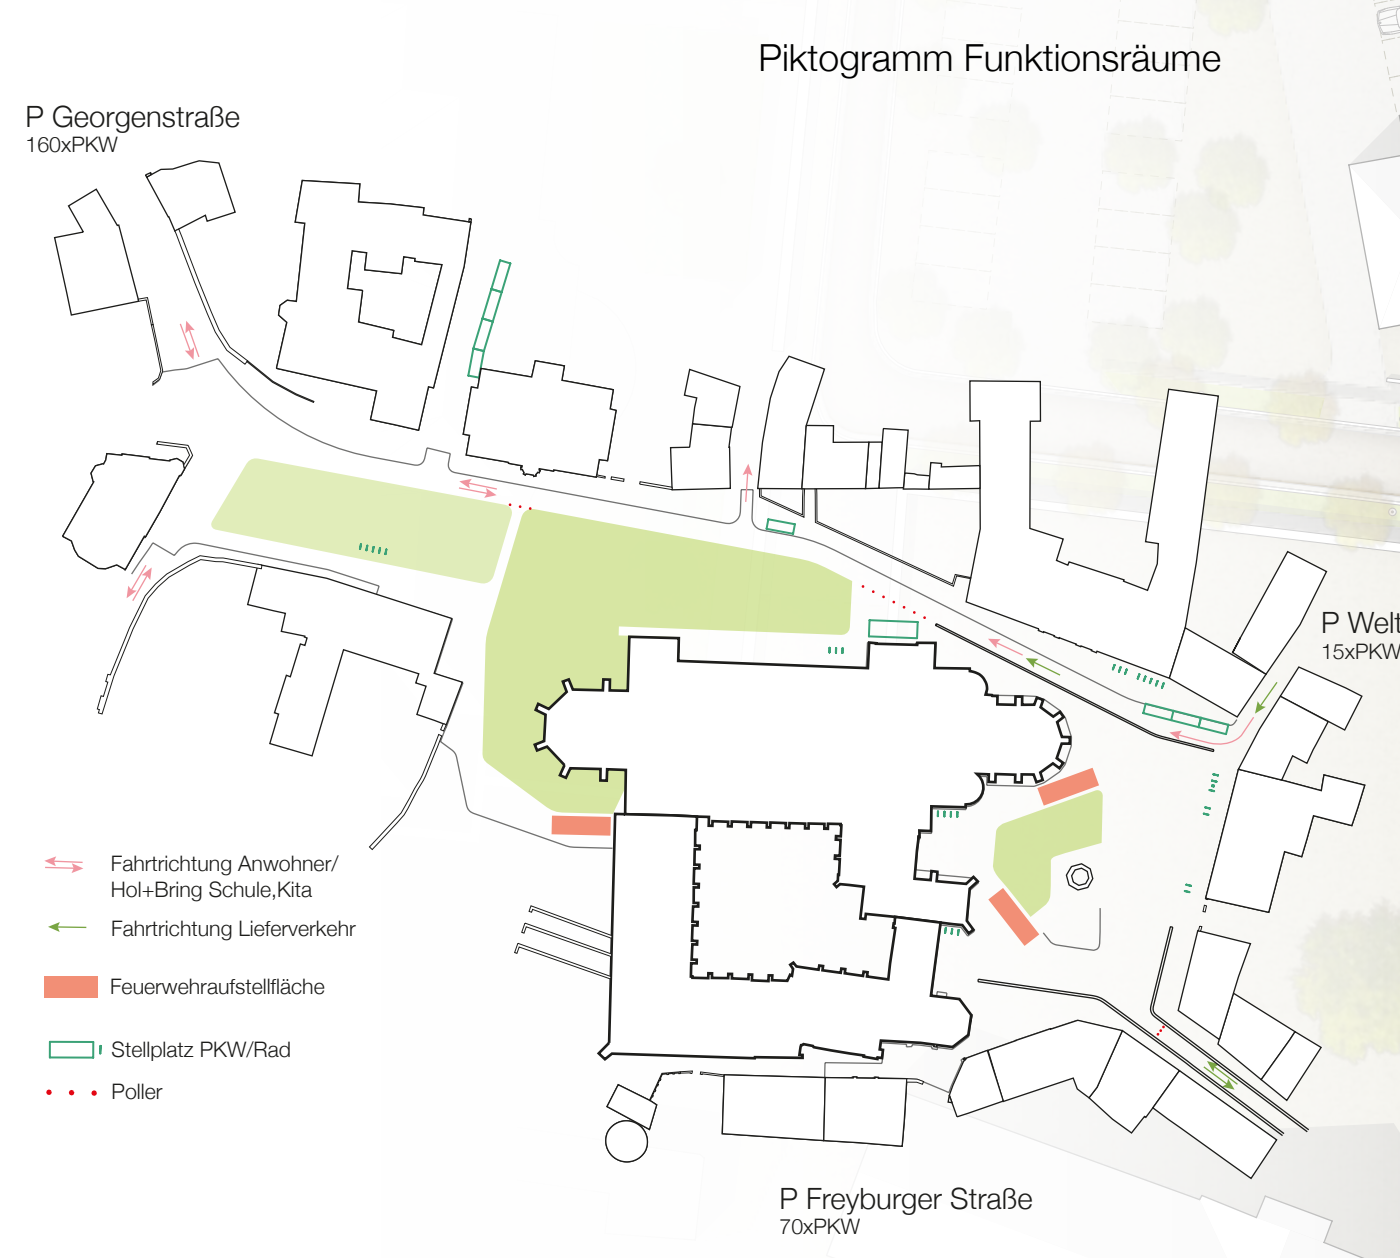 Piktogramm Funktionsräume
P Georgenstraße
160xPKW
P Welt
15xPKW
Fahrtrichtung Anwohner/
Hol+Bring Schule,Kita
Fahrtrichtung Lieferverkehr
Feuerwehraufstellfläche
Stellplatz PKW/Rad
Poller
P Freyburger Straße
70xPKW